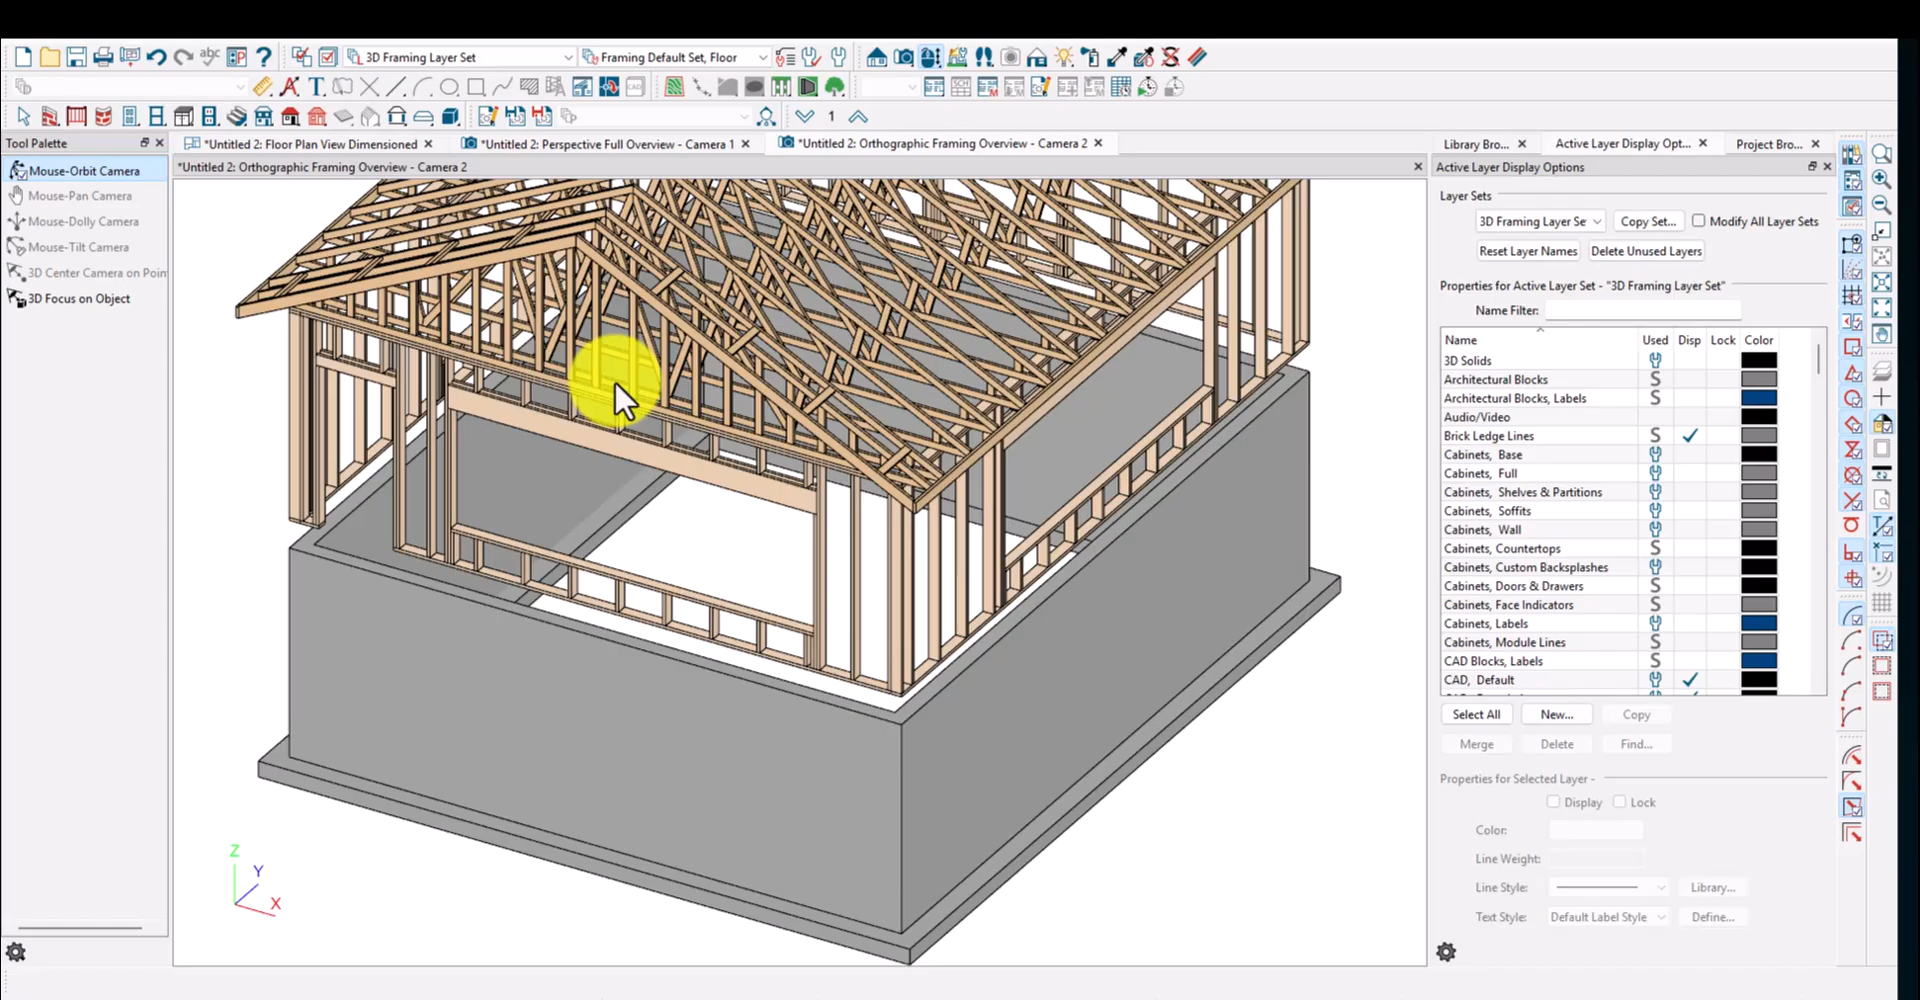 abc
?
3D Framing Layer Set
Framing Default Set, Floor
A
T
CAD
1
Tool Palette
*Untitled 2: Floor Plan View Dimensioned
*Untitled 2: Perspective Full Overview - Camera 1
*Untitled 2: Orthographic Framing Overview - Camera 2
Library Bro...
Active Layer Display Opt...
Project Bro...
*Untitled 2: Orthographic Framing Overview - Camera 2
Active Layer Display Options
Mouse-Orbit Camera
Mouse-Pan Camera
Mouse-Dolly Camera
Mouse-Tilt Camera
3D Center Camera on Poin
3D Focus on Object
Layer Sets
3D Framing Layer Se
Copy Set...
Modify All Layer Sets
Reset Layer Names
Delete Unused Layers
Properties for Active Layer Set - "3D Framing Layer Set"
Name Filter:
Name Used Disp Lock Color
3D Solids
Architectural Blocks S
Architectural Blocks, Labels S
Audio/Video
Brick Ledge Lines S
Cabinets, Base
Cabinets, Full
Cabinets, Shelves & Partitions
Cabinets, Soffits
Cabinets, Wall
Cabinets, Countertops S
Cabinets, Custom Backsplashes
Cabinets, Doors & Drawers S
Cabinets, Face Indicators S
Cabinets, Labels
Cabinets, Module Lines S
CAD Blocks, Labels S
CAD, Default
Select All
New...
Copy
Merge
Delete
Find...
Properties for Selected Layer -
Display
Lock
Color:
Line Weight:
Line Style:
Library...
Text Style:
Default Label Style
Define...
Z
Y
X